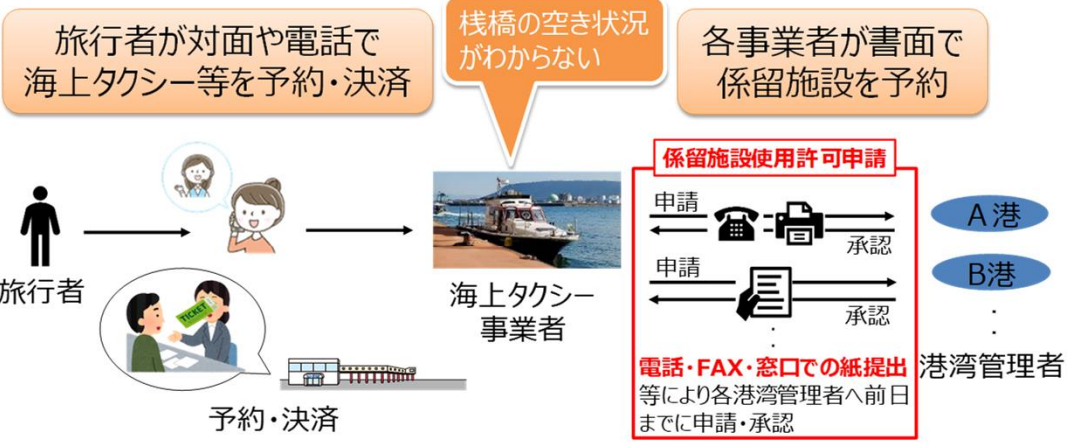 旅行者が対面や電話で
海上タクシー等を予約・決済
桟橋の空き状況
がわからない
各事業者が書面で
係留施設を予約
旅行者
TICKET
予約・決済
海上タクシー
事業者
係留施設使用許可申請
申請
承認
申請
承認
・
・
電話・FAX・窓口での紙提出
等により各港湾管理者へ前日
までに申請・承認
A港
B港
・
・
港湾管理者